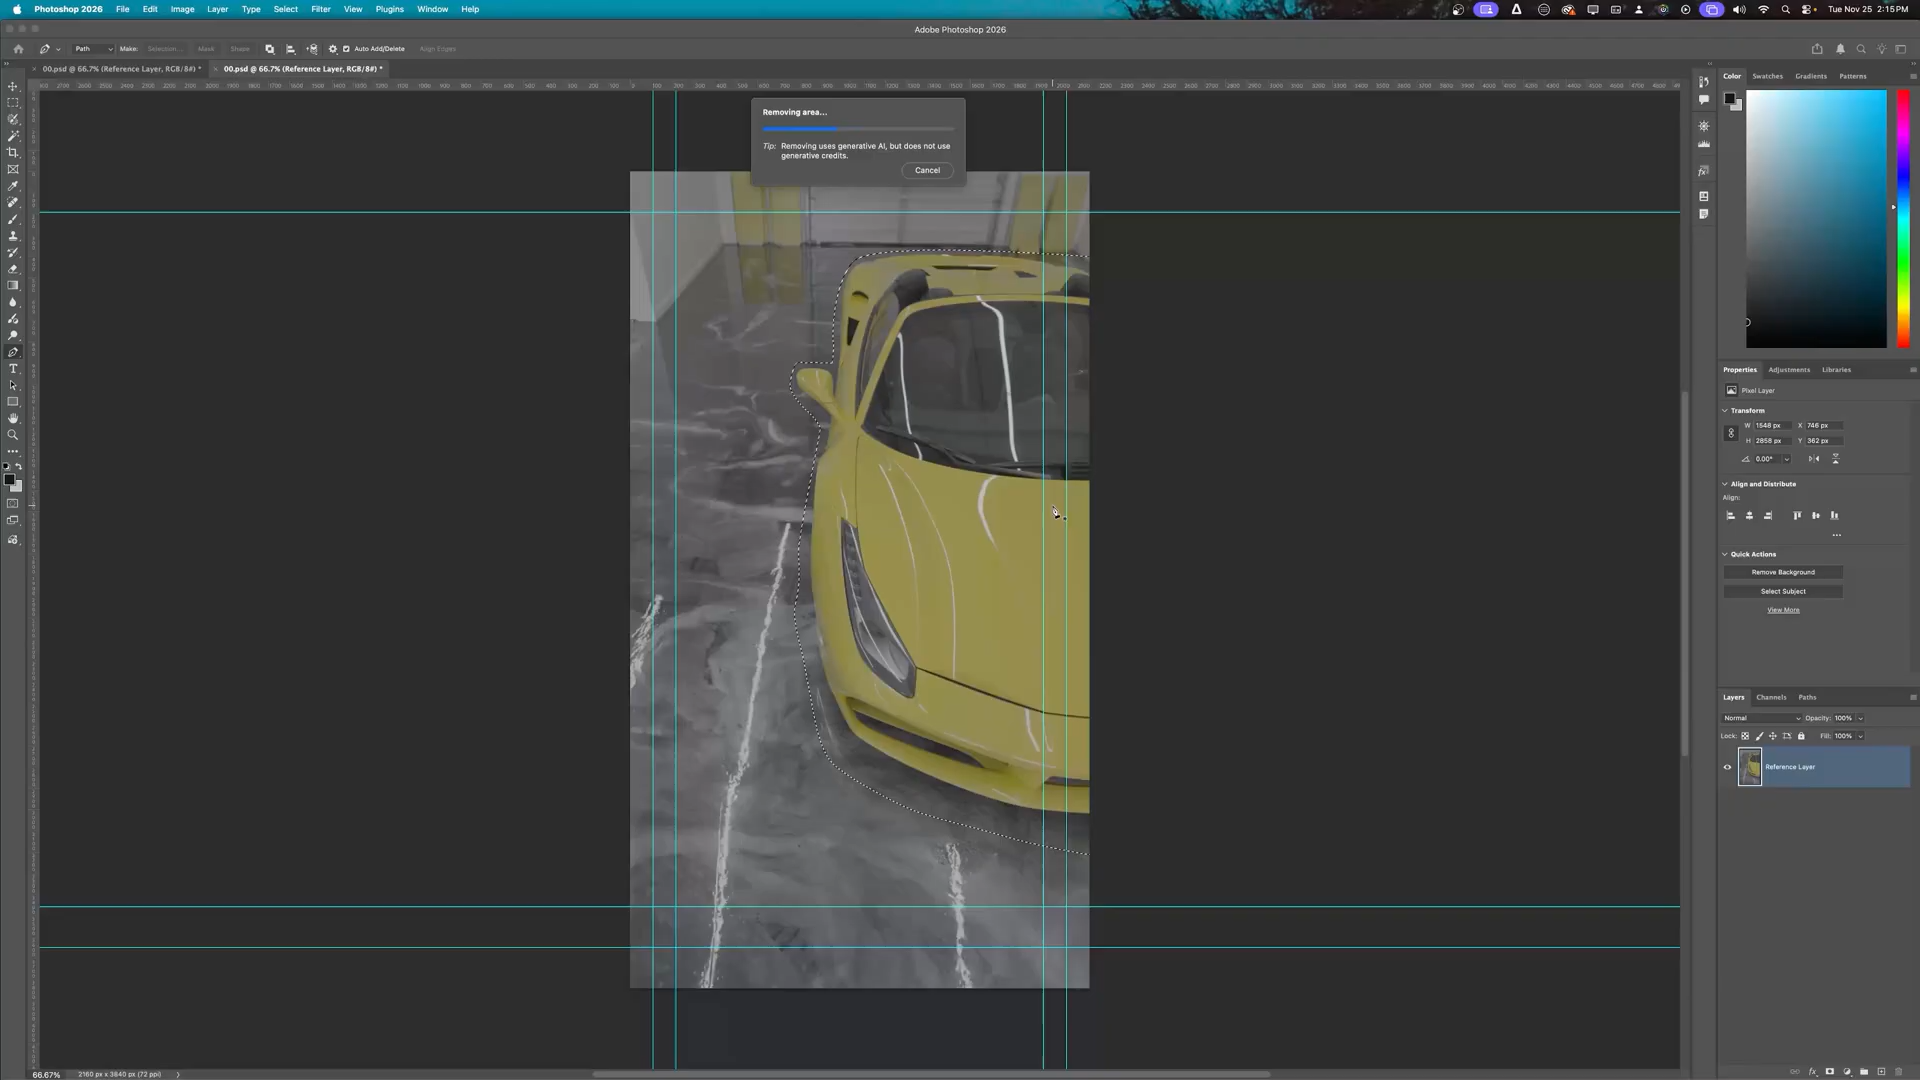 Photoshop 2026 File Edit Image Layer Type Select Filter View Plugins Window Help
Tue Nov 25 2:15 PM
Adobe Photoshop 2026
Path Make: Selection... Mask Shape Auto Add/Delete Align Edges
00.psd @ 66.7% (Reference Layer, RGB/8#) *
00.psd @ 66.7% (Reference Layer, RGB/8#) *
Removing area...
Tip: Removing uses generative AI, but does not use
generative credits.
Cancel
Color Swatches Gradients Patterns
Properties Adjustments Libraries
Pixel Layer
Transform
W 1548 px X 746 px
H 2858 px Y 362 px
0.00°
Align and Distribute
Align:
Quick Actions
Remove Background
Select Subject
View More
Layers Channels Paths
Normal Opacity: 100%
Lock: Fill: 100%
Reference Layer
66.67% 2160 px x 3840 px (72 ppi)